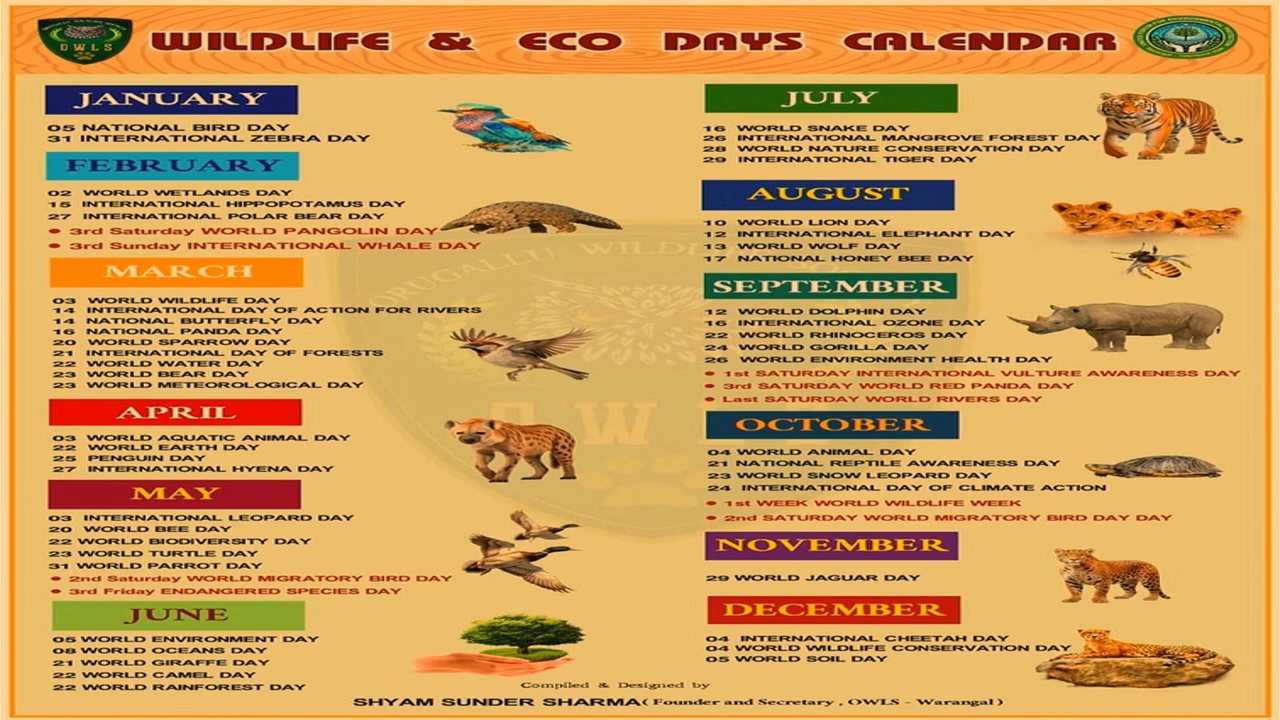 OWLS
WILDLIFE & ECO DAYS CALENDAR
JANUARY
05 NATIONAL BIRD DAY
31 INTERNATIONAL ZEBRA DAY
FEBRUARY
02 WORLD WETLANDS DAY
15 INTERNATIONAL HIPPOPOTAMUS DAY
27 INTERNATIONAL POLAR BEAR DAY
• 3rd Saturday WORLD PANGOLIN DAY
• 3rd Sunday INTERNATIONAL WHALE DAY
MARCH
03 WORLD WILDLIFE DAY
14 INTERNATIONAL DAY OF ACTION FOR RIVERS
14 NATIONAL BUTTERFLY DAY
16 NATIONAL PANDA DAY
20 WORLD SPARROW DAY
21 INTERNATIONAL DAY OF FORESTS
22 WORLD WATER DAY
23 WORLD BEAR DAY
23 WORLD METEOROLOGICAL DAY
APRIL
03 WORLD AQUATIC ANIMAL DAY
22 WORLD EARTH DAY
25 PENGUIN DAY
27 INTERNATIONAL HYENA DAY
MAY
03 INTERNATIONAL LEOPARD DAY
20 WORLD BEE DAY
22 WORLD BIODIVERSITY DAY
23 WORLD TURTLE DAY
31 WORLD PARROT DAY
• 2nd Saturday WORLD MIGRATORY BIRD DAY
• 3rd Friday ENDANGERED SPECIES DAY
JUNE
05 WORLD ENVIRONMENT DAY
08 WORLD OCEANS DAY
21 WORLD GIRAFFE DAY
22 WORLD CAMEL DAY
22 WORLD RAINFOREST DAY
JULY
16 WORLD SNAKE DAY
26 INTERNATIONAL MANGROVE FOREST DAY
28 WORLD NATURE CONSERVATION DAY
29 INTERNATIONAL TIGER DAY
AUGUST
10 WORLD LION DAY
12 INTERNATIONAL ELEPHANT DAY
13 WORLD WOLF DAY
17 NATIONAL HONEY BEE DAY
SEPTEMBER
12 WORLD DOLPHIN DAY
16 INTERNATIONAL OZONE DAY
22 WORLD RHINOCEROS DAY
24 WORLD GORILLA DAY
26 WORLD ENVIRONMENT HEALTH DAY
• 1st SATURDAY INTERNATIONAL VULTURE AWARENESS DAY
• 3rd SATURDAY WORLD RED PANDA DAY
• Last SATURDAY WORLD RIVERS DAY
OCTOBER
04 WORLD ANIMAL DAY
21 NATIONAL REPTILE AWARENESS DAY
23 WORLD SNOW LEOPARD DAY
24 INTERNATIONAL DAY OF CLIMATE ACTION
• 1st WEEK WORLD WILDLIFE WEEK
• 2nd SATURDAY WORLD MIGRATORY BIRD DAY DAY
NOVEMBER
29 WORLD JAGUAR DAY
DECEMBER
04 INTERNATIONAL CHEETAH DAY
04 WORLD WILDLIFE CONSERVATION DAY
05 WORLD SOIL DAY
Compiled & Designed by
SHYAM SUNDER SHARMA( Founder and Secretary , OWLS - Warangal )